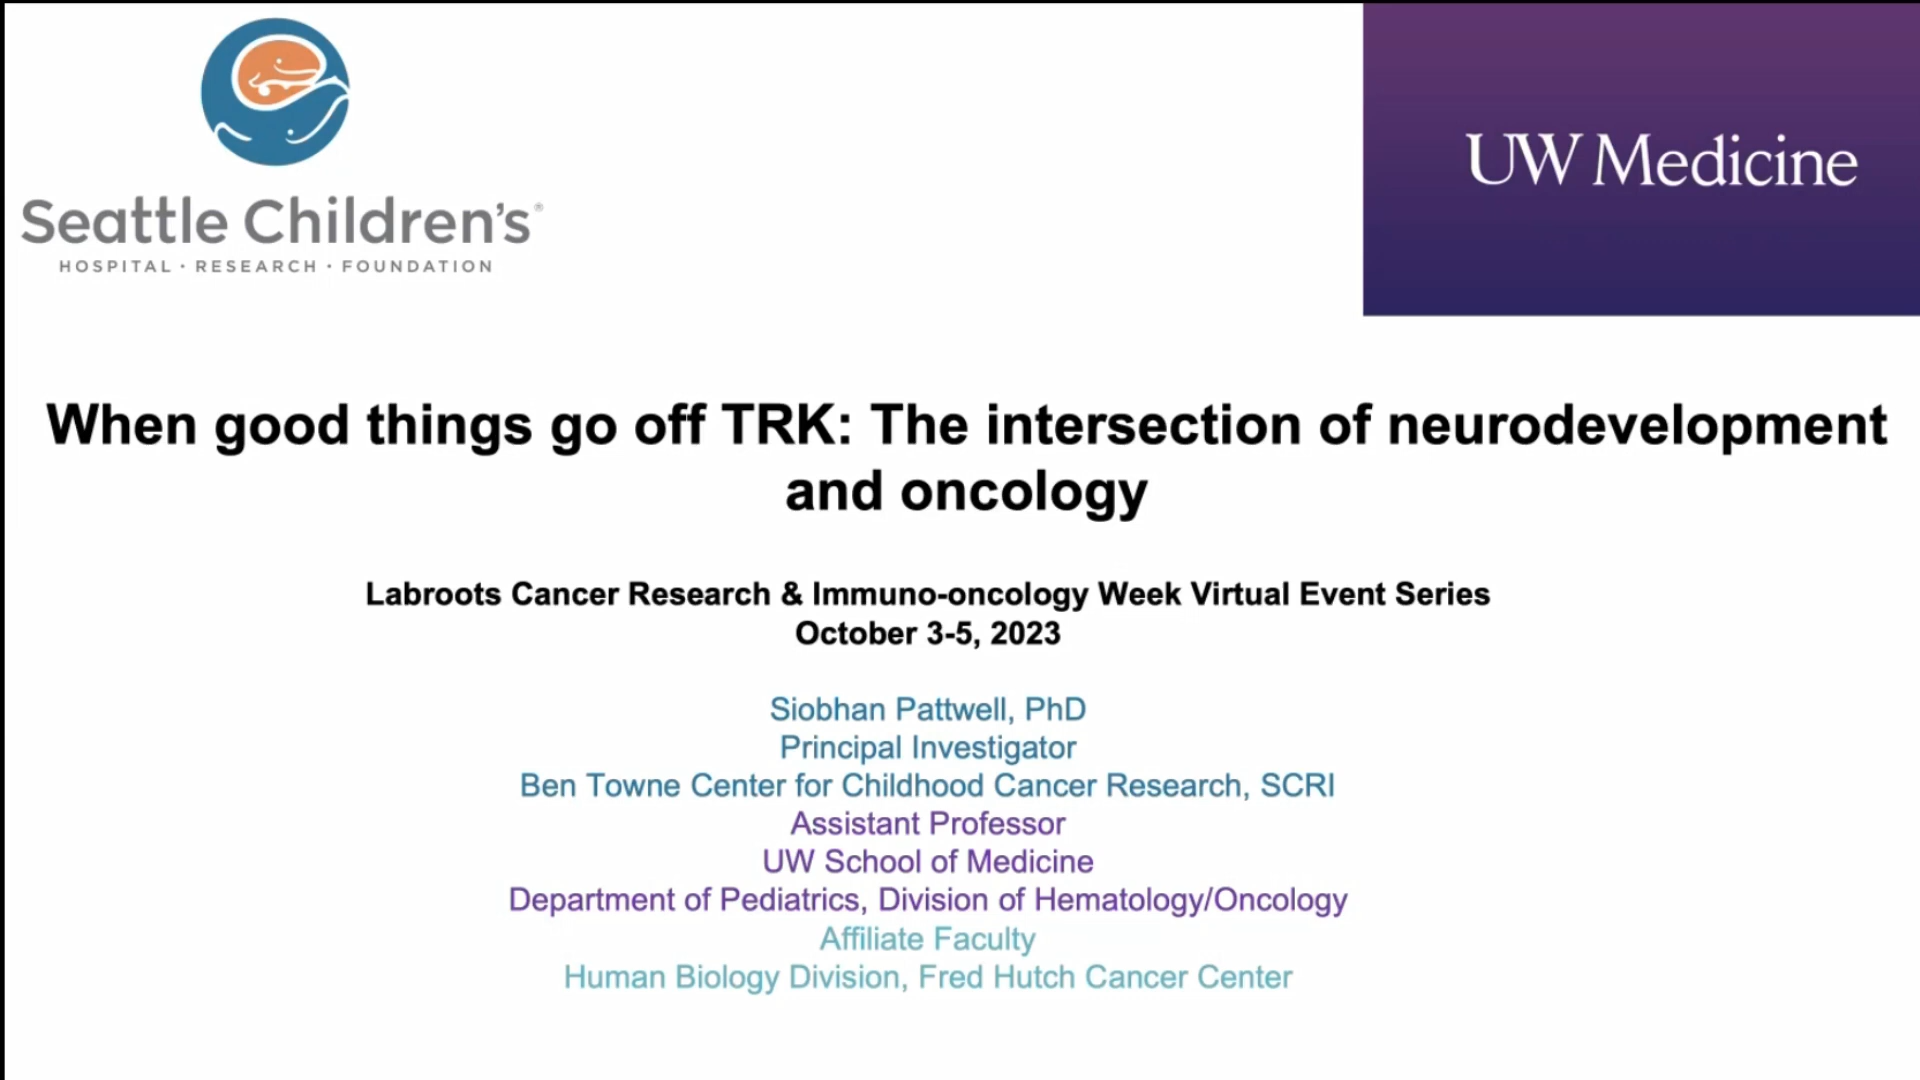 Seattle Children's®
HOSPITAL · RESEARCH · FOUNDATION
UW Medicine
When good things go off TRK: The intersection of neurodevelopment
and oncology
Labroots Cancer Research & Immuno-oncology Week Virtual Event Series
October 3-5, 2023
Siobhan Pattwell, PhD
Principal Investigator
Ben Towne Center for Childhood Cancer Research, SCRI
Assistant Professor
UW School of Medicine
Department of Pediatrics, Division of Hematology/Oncology
Affiliate Faculty
Human Biology Division, Fred Hutch Cancer Center